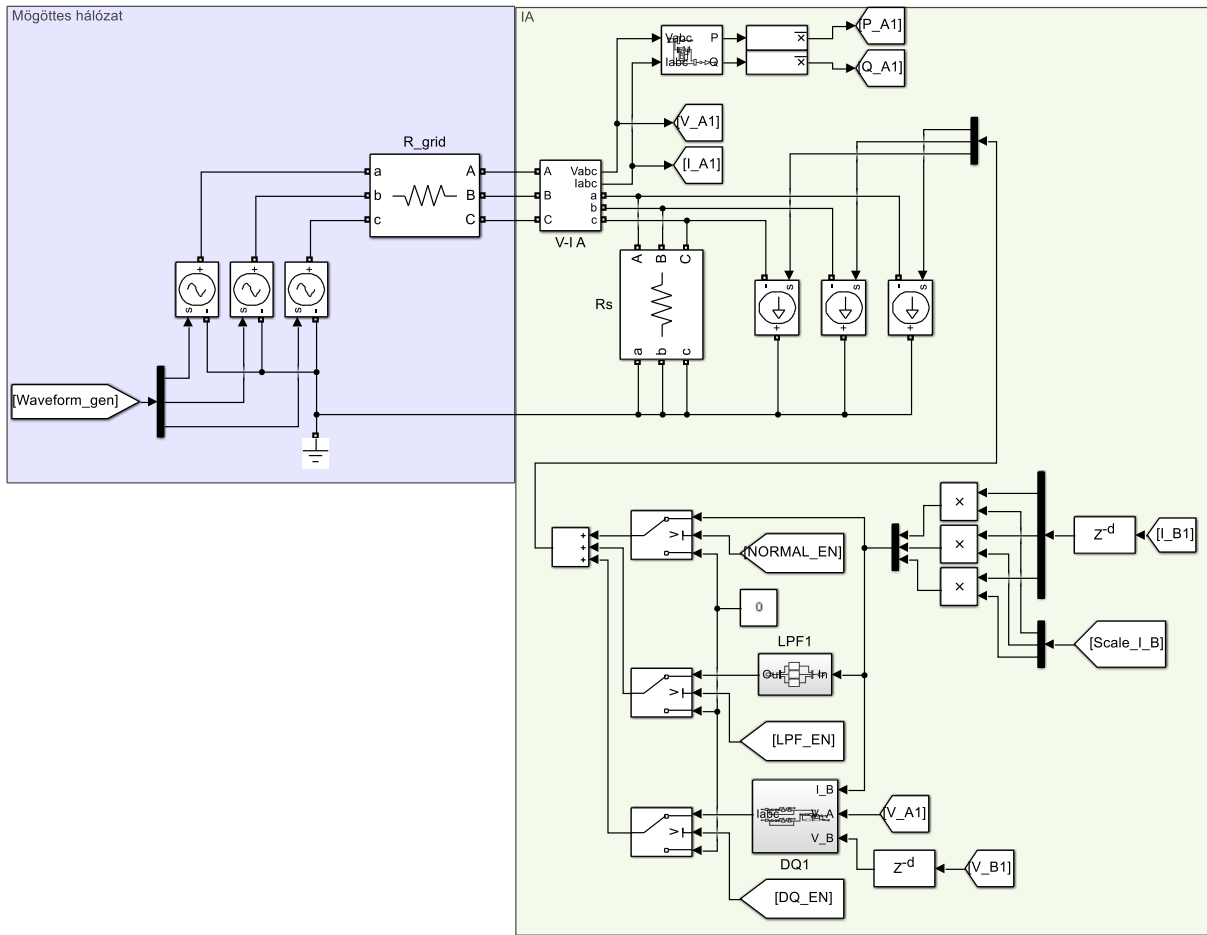 Mögöttes hálózat
IA
[P_A1]
Vabc
P
Iabc
Q
[Q_A1]
[V_A1]
R_grid
[I_A1]
a
A
A
Vabc
Iabc
a
b
B
B
b
c
C
C
c
V-I A
A
B
C
+
+
+
-
s
-
s
-
s
Rs
s
-
s
-
s
-
+
+
+
a
b
c
[Waveform_gen]
×
Z-d
[I_B1]
+
+
+
>
[NORMAL_EN]
×
×
0
LPF1
[Scale_I_B]
Out
In
>
[LPF_EN]
I_B
Iabc
V_A
[V_A1]
>
V_B
DQ1
Z-d
[V_B1]
[DQ_EN]